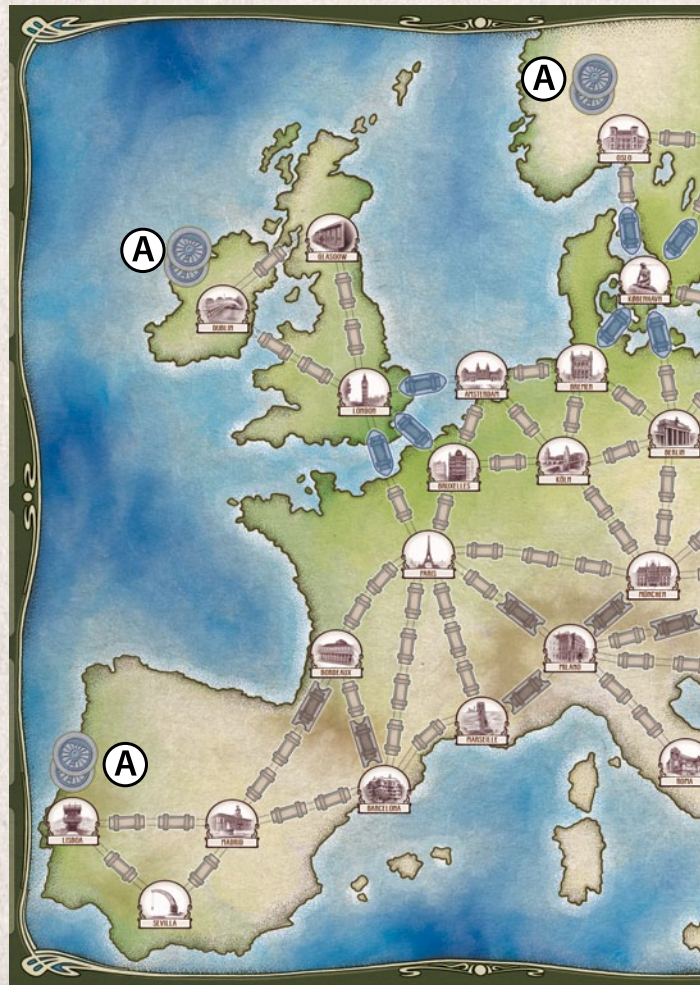 A
OSLO
A
GLASGOW
KØBENHAVN
DUBLIN
AMSTERDAM
BREMEN
LONDON
BERLIN
BRUXELLES
KÖLN
PARIS
MÜNCHEN
BORDEAUX
MILANO
MARSEILLE
A
ROMA
BARCELONA
LISBOA
MADRID
SEVILLA